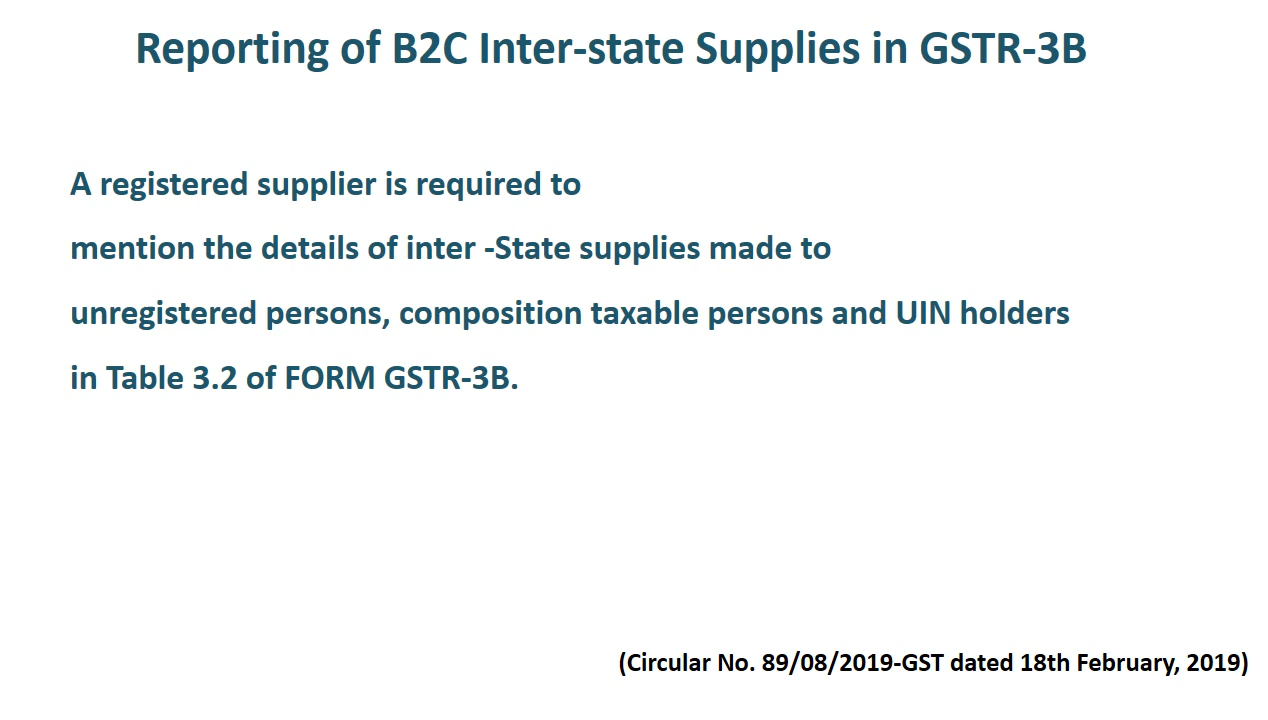 Reporting of B2C Inter-state Supplies in GSTR-3B
A registered supplier is required to
mention the details of inter -State supplies made to
unregistered persons, composition taxable persons and UIN holders
in Table 3.2 of FORM GSTR-3B.
(Circular No. 89/08/2019-GST dated 18th February, 2019)